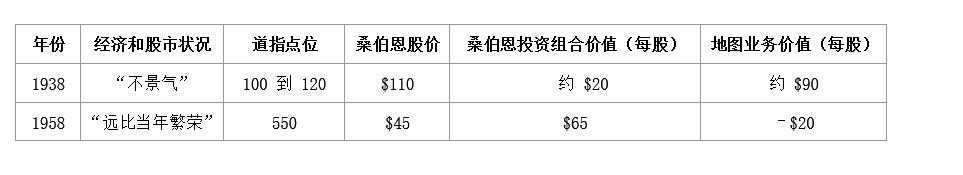 年份 经济和股市状况 道指点位 桑伯恩股价 桑伯恩投资组合价值（每股） 地图业务价值（每股）
1938 “不景气” 100 到 120 $110 约 $20 约 $90
1958 “远比当年繁荣” 550 $45 $65 -$20